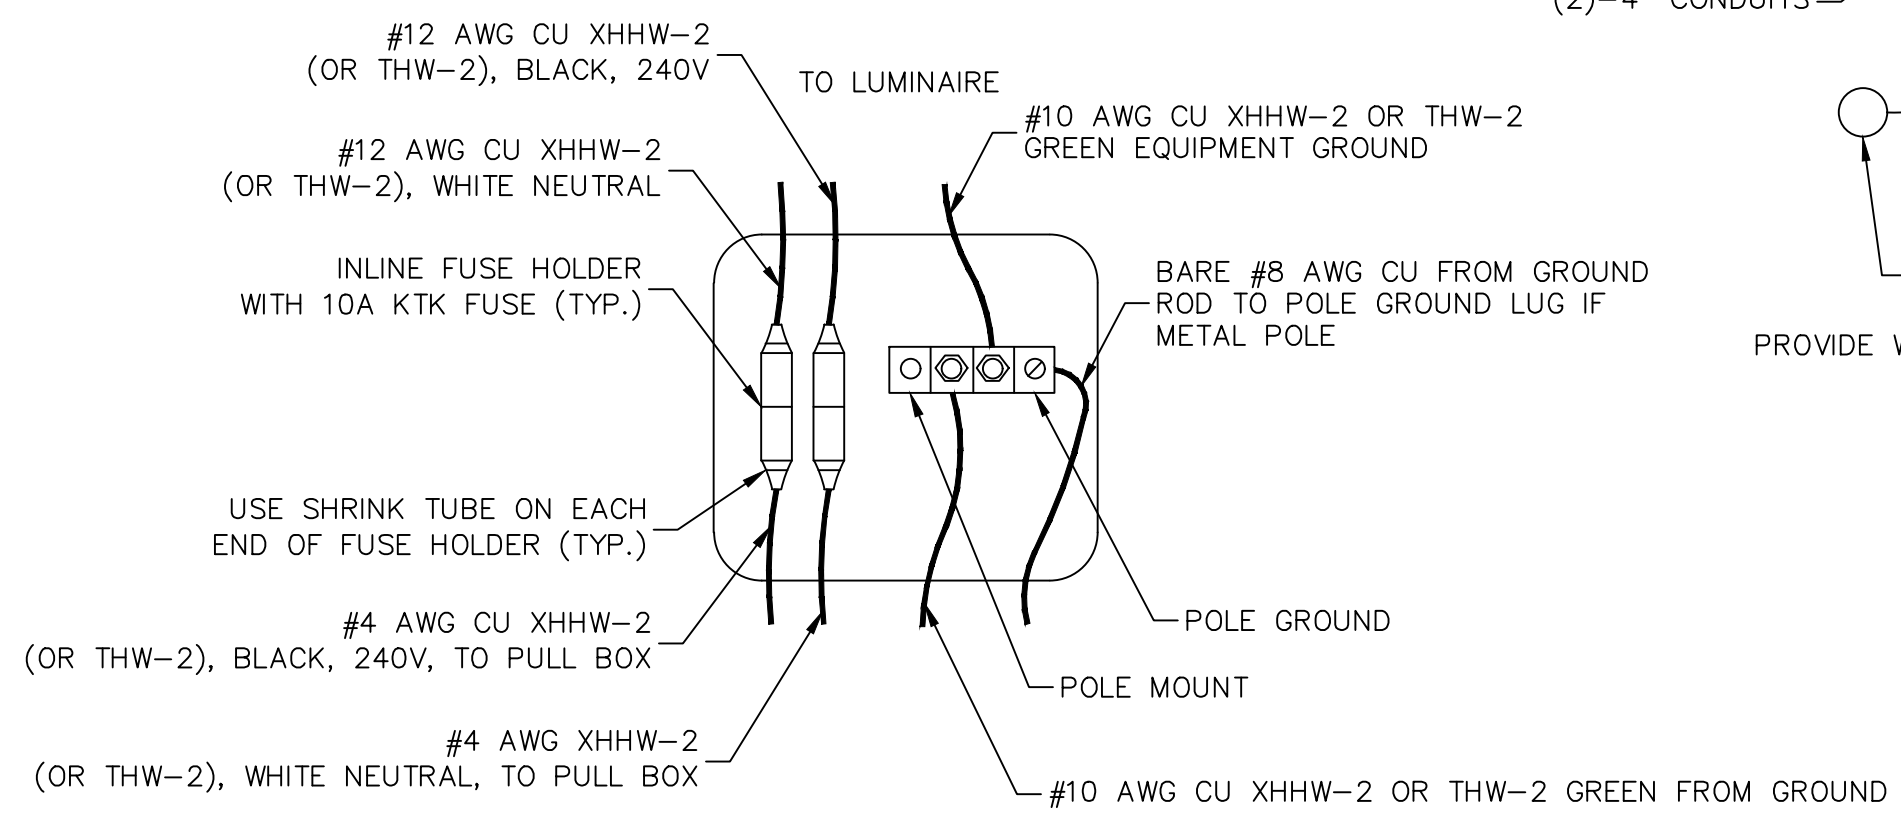 (2)-4" CONDUITS
#12 AWG CU XHHW-2
(OR THW-2), BLACK, 240V
TO LUMINAIRE
#10 AWG CU XHHW-2 OR THW-2
GREEN EQUIPMENT GROUND
#12 AWG CU XHHW-2
(OR THW-2), WHITE NEUTRAL
INLINE FUSE HOLDER
WITH 10A KTK FUSE (TYP.)
BARE #8 AWG CU FROM GROUND
ROD TO POLE GROUND LUG IF
METAL POLE
PROVIDE
USE SHRINK TUBE ON EACH
END OF FUSE HOLDER (TYP.)
#4 AWG CU XHHW-2
(OR THW-2), BLACK, 240V, TO PULL BOX
POLE GROUND
POLE MOUNT
#4 AWG XHHW-2
(OR THW-2), WHITE NEUTRAL, TO PULL BOX
#10 AWG CU XHHW-2 OR THW-2 GREEN FROM GROUND